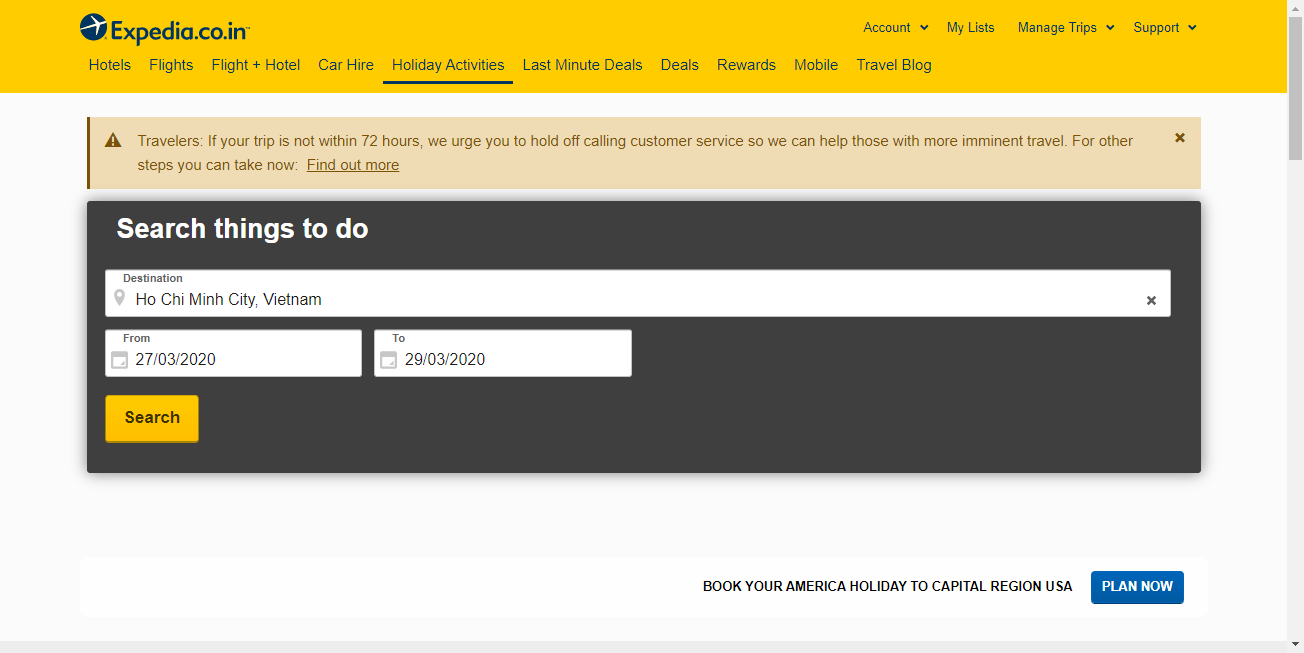 Expedia.co.in™
Account
My Lists
Manage Trips
Support
Hotels
Flights
Flight + Hotel
Car Hire
Holiday Activities
Last Minute Deals
Deals
Rewards
Mobile
Travel Blog
Travelers: If your trip is not within 72 hours, we urge you to hold off calling customer service so we can help those with more imminent travel. For other
steps you can take now: Find out more
Search things to do
Destination
Ho Chi Minh City, Vietnam
From
27/03/2020
To
29/03/2020
Search
BOOK YOUR AMERICA HOLIDAY TO CAPITAL REGION USA
PLAN NOW